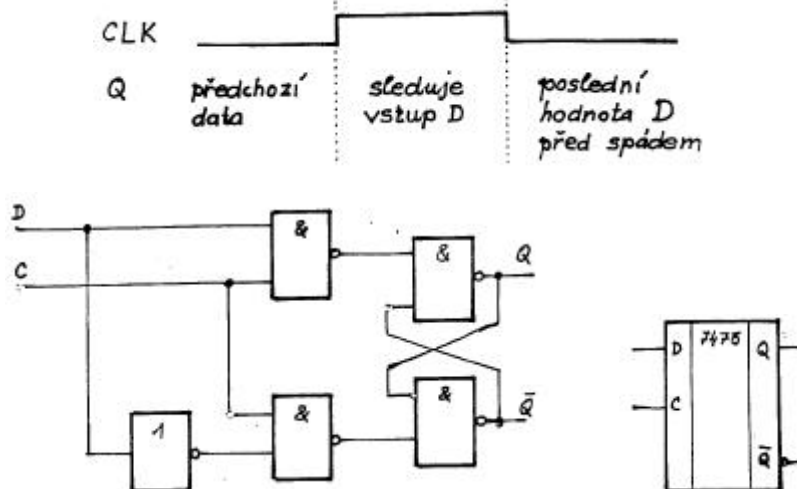 CLK
Q
předchozí
data
sleduje
vstup D
poslední
hodnota D
před spádem
D
C
&
&
Q
&
&
Q̅
1
D 7475 Q
C
Q̅